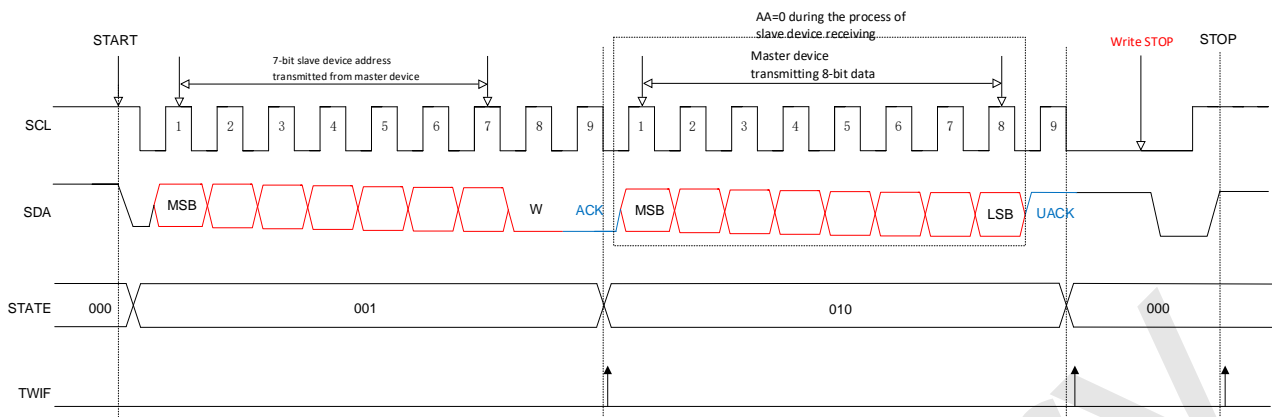 AA=0 during the process of
slave device receiving
START
Write STOP
STOP
7-bit slave device address
transmitted from master device
Master device
transmitting 8-bit data
SCL
1 2 3 4 5 6 7 8 9 1 2 3 4 5 6 7 8 9
SDA
MSB W ACK MSB LSB UACK
STATE
000 001 010 000
TWIF